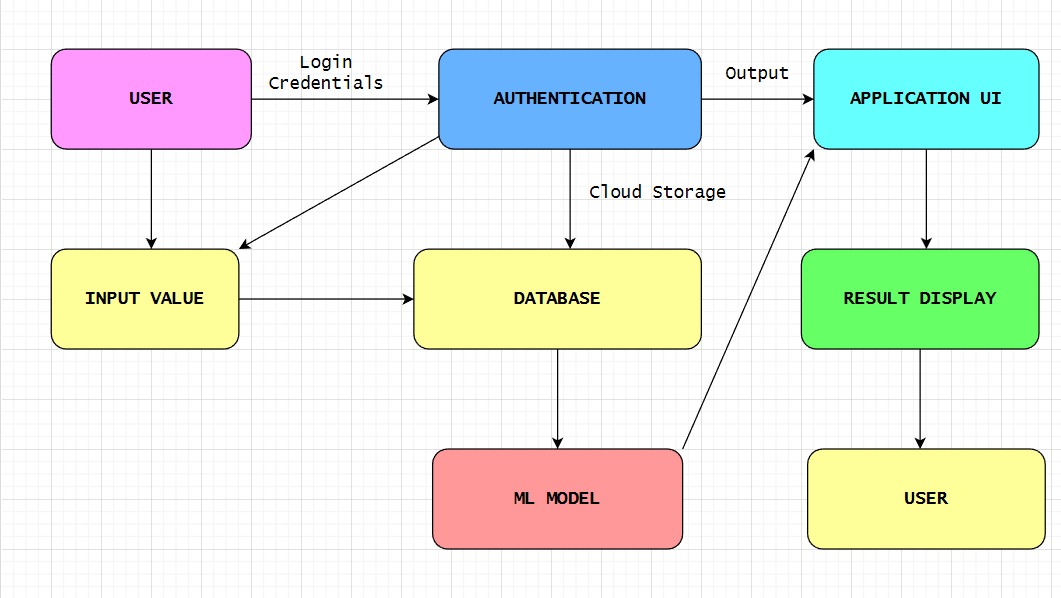 USER
Login
Credentials
AUTHENTICATION
Output
APPLICATION UI
Cloud Storage
INPUT VALUE
DATABASE
RESULT DISPLAY
ML MODEL
USER